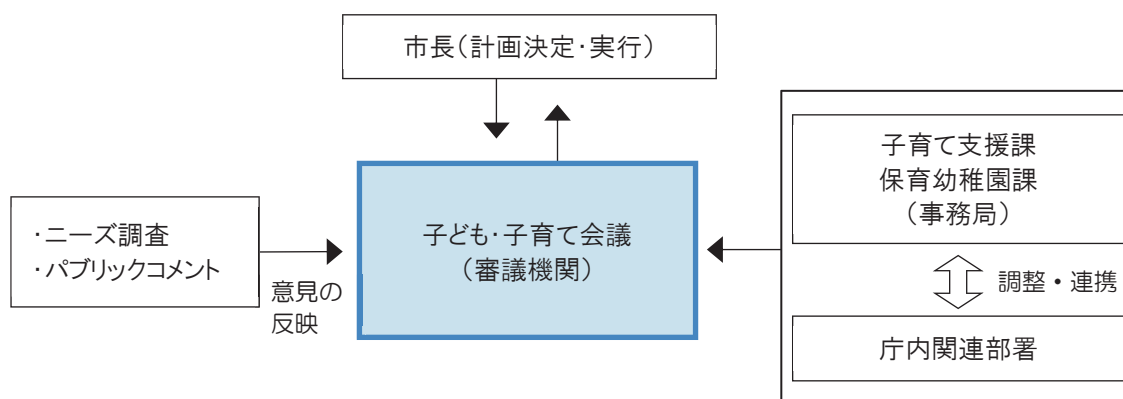 市長（計画決定・実行）
子育て支援課
保育幼稚園課
（事務局）
・ニーズ調査
・パブリックコメント
意見の
反映
子ども・子育て会議
（審議機関）
調整・連携
庁内関連部署